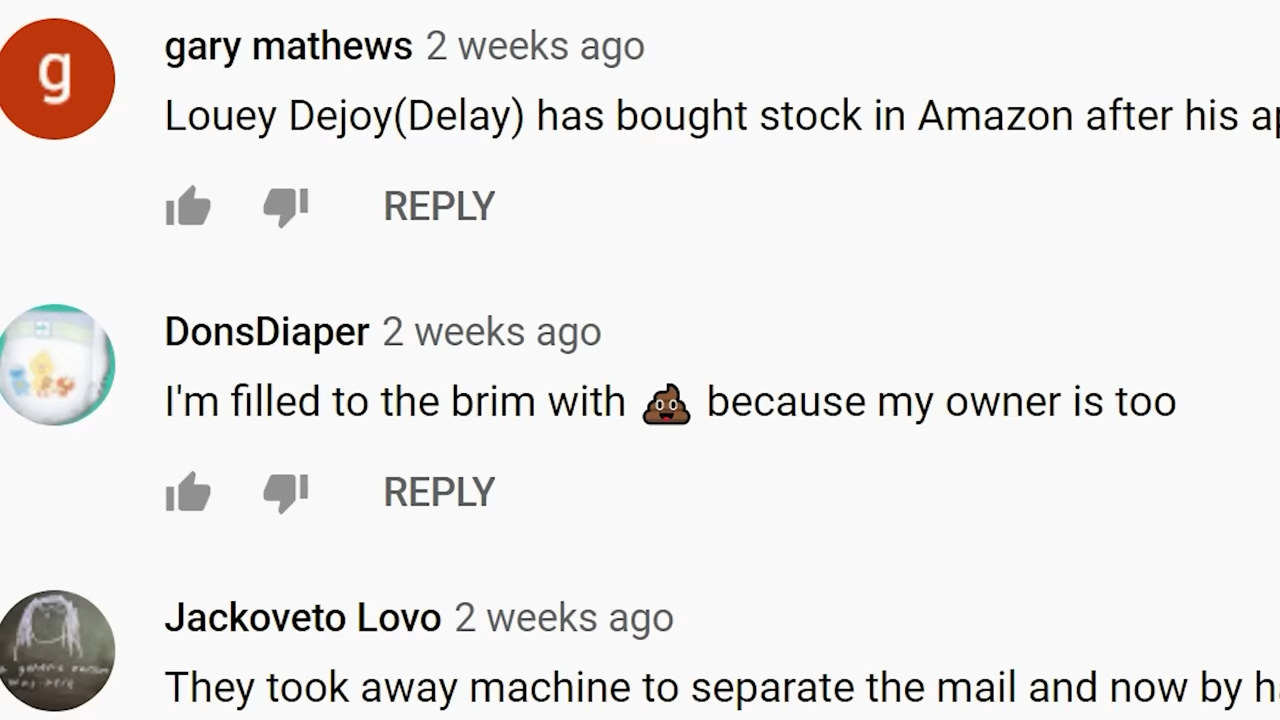 g
gary mathews 2 weeks ago
Louey Dejoy(Delay) has bought stock in Amazon after his
REPLY
DonsDiaper 2 weeks ago
I'm filled to the brim with 💩 because my owner is too
REPLY
Jackoveto Lovo 2 weeks ago
They took away machine to separate the mail and now by